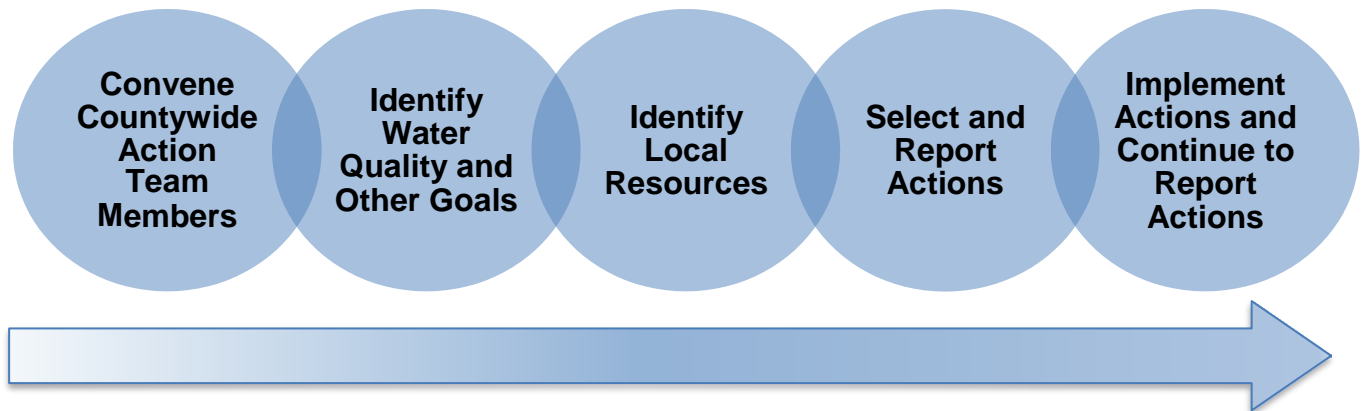 Convene
Countywide
Action
Team
Members
Identify
Water
Quality and
Other Goals
Identify
Local
Resources
Select and
Report
Actions
Implement
Actions and
Continue to
Report
Actions